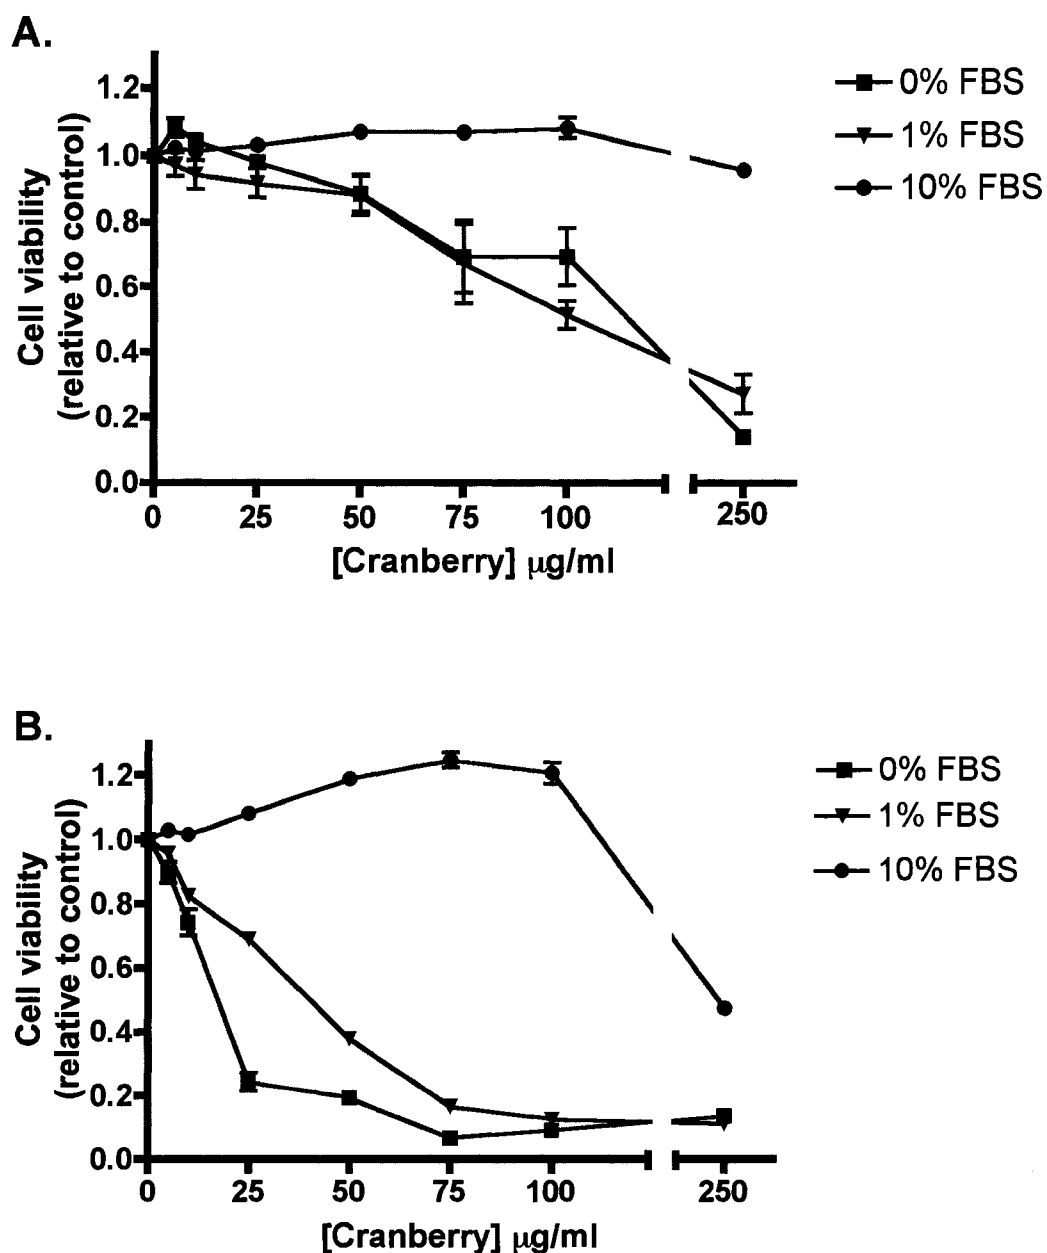 A.
0% FBS
1% FBS
10% FBS
1.2
1.0
0.8
0.6
0.4
0.2
0.0
Cell viability
(relative to control)
0 25 50 75 100 250
[Cranberry] μg/ml
B.
0% FBS
1% FBS
10% FBS
1.2
1.0
0.8
0.6
0.4
0.2
0.0
Cell viability
(relative to control)
0 25 50 75 100 250
[Cranberry] μg/ml